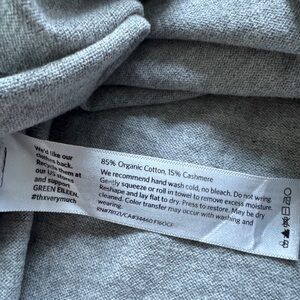 We'd like our
clothes back.
Recycle them at
our US stores
and support
GREEN EILEEN.
#thxverymuch
85% Organic Cotton, 15% Cashmere
We recommend hand wash cold, no bleach. Do not wring.
Gently squeeze or roll in towel to remove excess moisture.
Reshape and lay flat to dry. Press to restore. May be dry
cleaned. Color transfer may occur with washing and
wearing.